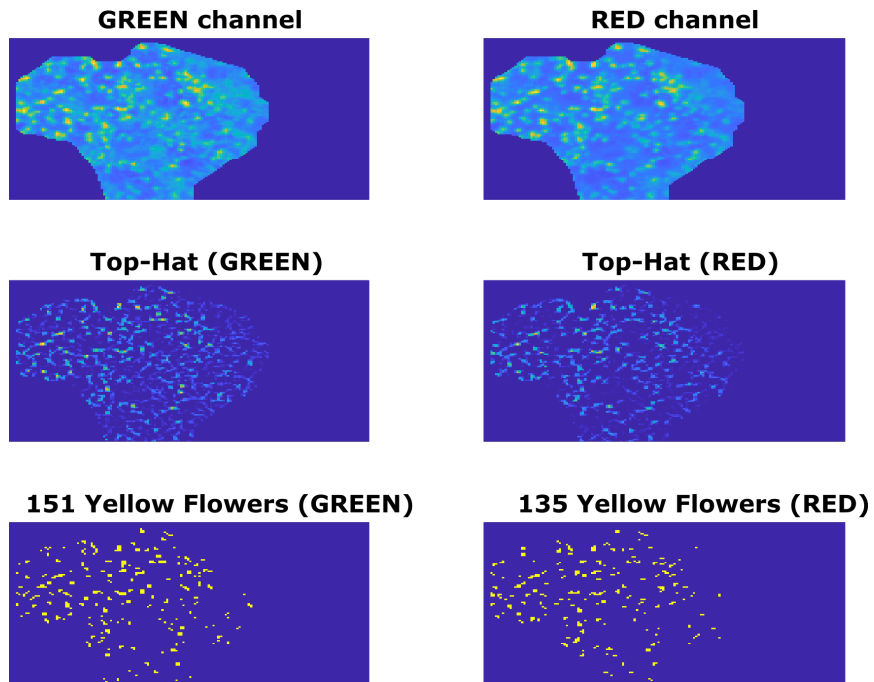 GREEN channel
RED channel
Top-Hat (GREEN)
Top-Hat (RED)
151 Yellow Flowers (GREEN)
135 Yellow Flowers (RED)